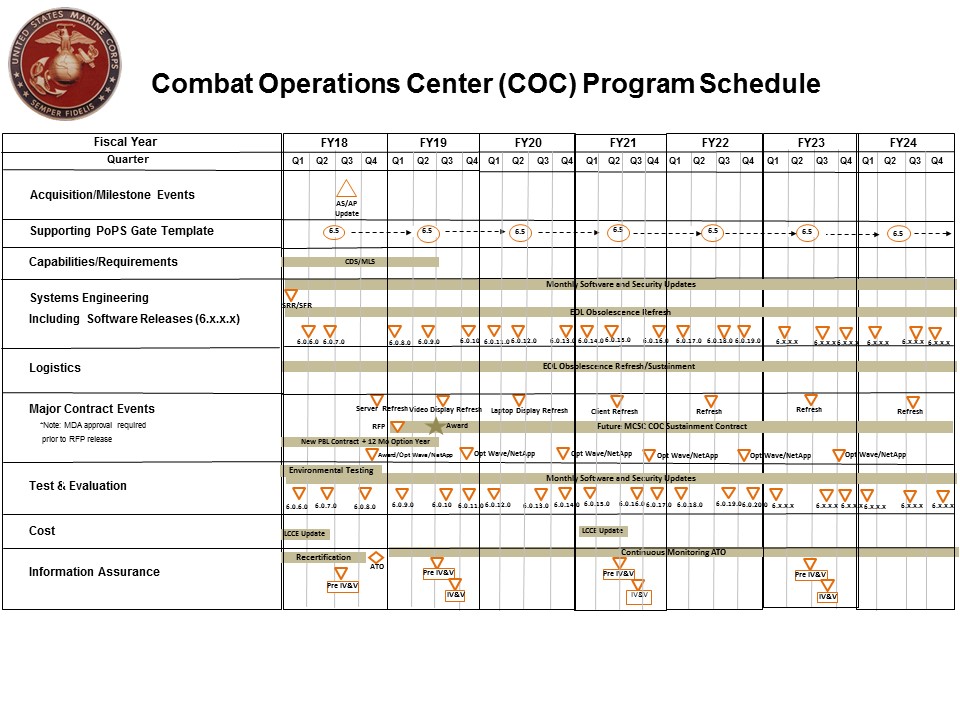 UNITED STATES MARINE CORPS
SEMPER FIDELIS
Combat Operations Center (COC) Program Schedule
Fiscal Year FY18 FY19 FY20 FY21 FY22 FY23 FY24
Quarter Q1 Q2 Q3 Q4 Q1 Q2 Q3 Q4 Q1 Q2 Q3 Q4 Q1 Q2 Q3 Q4 Q1 Q2 Q3 Q4 Q1 Q2 Q3 Q4 Q1 Q2 Q3 Q4
Acquisition/Milestone Events
AS/AP
Update
Supporting PoPS Gate Template 6.5 6.5 6.5 6.5 6.5 6.5 6.5
Capabilities/Requirements CDS/MLS
Monthly Software and Security Updates
Systems Engineering
SRR/SFR
Including Software Releases (6.x.x.x) EOL Obsolescence Refresh
6.0.6.0 6.0.7.0 6.0.8.0 6.0.9.0 6.0.10 6.0.11.0 6.0.12.0 6.0.13.0 6.0.14.0 6.0.15.0 6.0.16.0 6.0.17.0 6.0.18.0 6.0.19.0 6.x.x.x 6.x.x.x 6.x.x.x 6.x.x.x 6.x.x.x 6.x.x.x
Logistics EOL Obsolescence Refresh/Sustainment
Major Contract Events Server Refresh Video Display Refresh Laptop Display Refresh Client Refresh Refresh Refresh Refresh
*Note: MDA approval required RFP Award Future MCSC COC Sustainment Contract
prior to RFP release New PBL Contract + 12 Mo Option Year
Award/Opt Wave/NetApp Opt Wave/NetApp Opt Wave/NetApp Opt Wave/NetApp Opt Wave/NetApp Opt Wave/NetApp
Environmental Testing
Test & Evaluation Monthly Software and Security Updates
6.0.6.0 6.0.7.0 6.0.8.0 6.0.9.0 6.0.10 6.0.11.0 6.0.12.0 6.0.13.0 6.0.14.0 6.0.15.0 6.0.16.0 6.0.17.0 6.0.18.0 6.0.19.0 6.0.20.0 6.x.x.x 6.x.x.x 6.x.x.x 6.x.x.x 6.x.x.x 6.x.x.x
Cost LCCE Update LCCE Update
Recertification Continuous Monitoring ATO
ATO
Information Assurance Pre IV&V Pre IV&V Pre IV&V Pre IV&V
IV&V IV&V IV&V